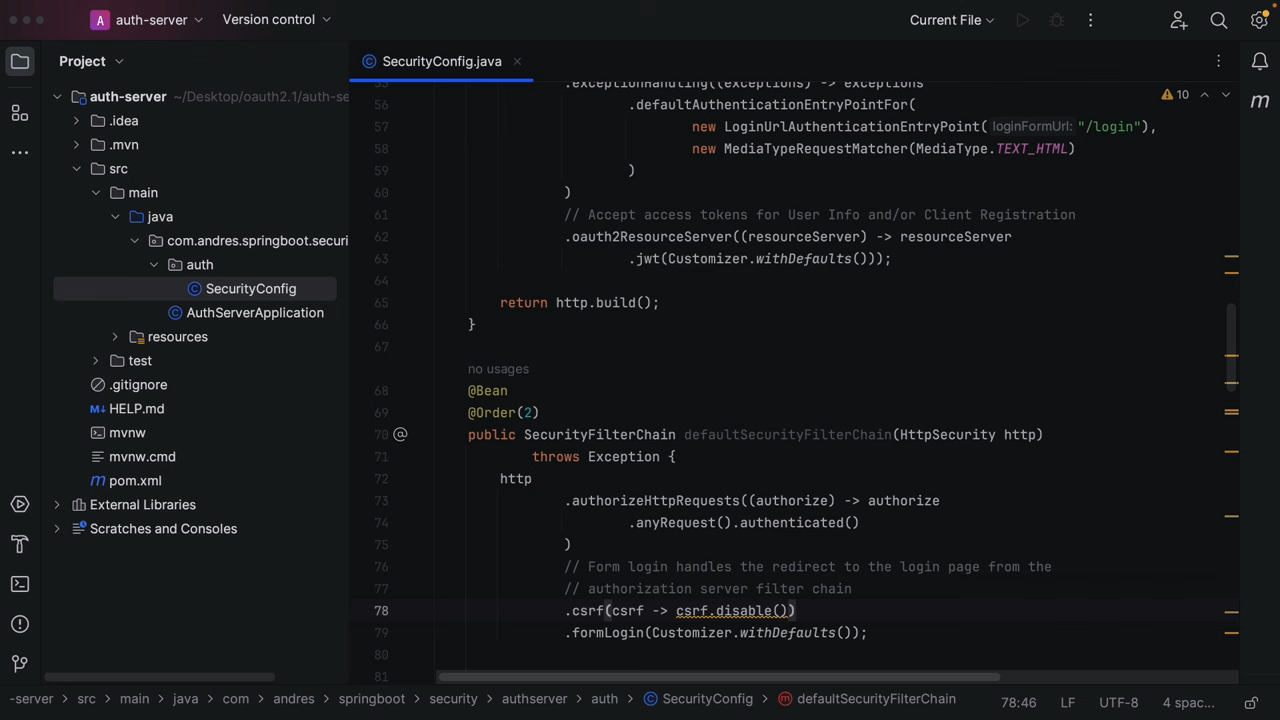 A auth-server Version control Current File
Project
auth-server ~/Desktop/oauth2.1/auth-se
.idea
.mvn
src
main
java
com.andres.springboot.securi
auth
SecurityConfig
AuthServerApplication
resources
test
.gitignore
M↓ HELP.md
mvnw
mvnw.cmd
m pom.xml
External Libraries
Scratches and Consoles
SecurityConfig.java
10
55 .exceptionHandling((exceptions) -> exceptions
56 .defaultAuthenticationEntryPointFor(
57 new LoginUrlAuthenticationEntryPoint( loginFormUrl: "/login"),
58 new MediaTypeRequestMatcher(MediaType.TEXT_HTML)
59 )
60 )
61 // Accept access tokens for User Info and/or Client Registration
62 .oauth2ResourceServer((resourceServer) -> resourceServer
63 .jwt(Customizer.withDefaults()));
64
65 return http.build();
66 }
67
no usages
68 @Bean
69 @Order(2)
70 public SecurityFilterChain defaultSecurityFilterChain(HttpSecurity http)
71 throws Exception {
72 http
73 .authorizeHttpRequests((authorize) -> authorize
74 .anyRequest().authenticated()
75 )
76 // Form login handles the redirect to the login page from the
77 // authorization server filter chain
78 .csrf(csrf -> csrf.disable())
79 .formLogin(Customizer.withDefaults());
80
81
m
-server > src > main > java > com > andres > springboot > security > authserver > auth > SecurityConfig > m defaultSecurityFilterChain 78:46 LF UTF-8 4 spac...